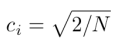 $c_i = \sqrt{2/N}$